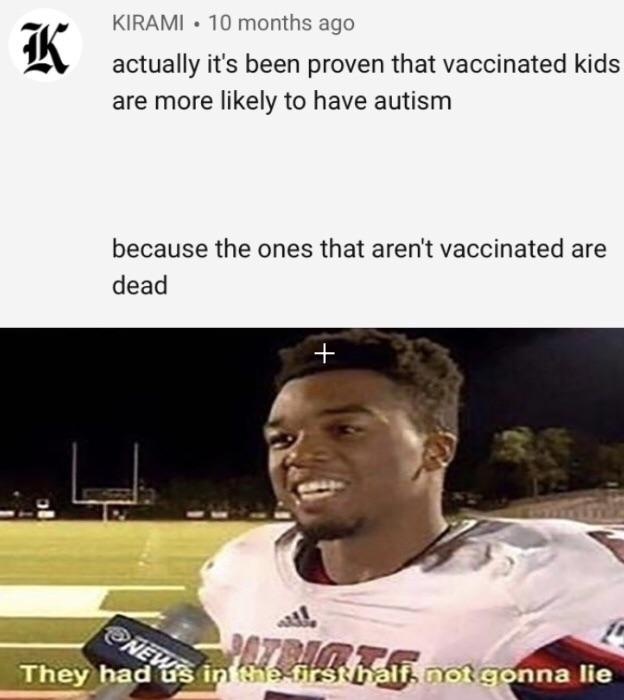 KIRAMI • 10 months ago
actually it's been proven that vaccinated kids
are more likely to have autism
because the ones that aren't vaccinated are
dead
NEWS
PATRIOTS
They had us in the first half, not gonna lie